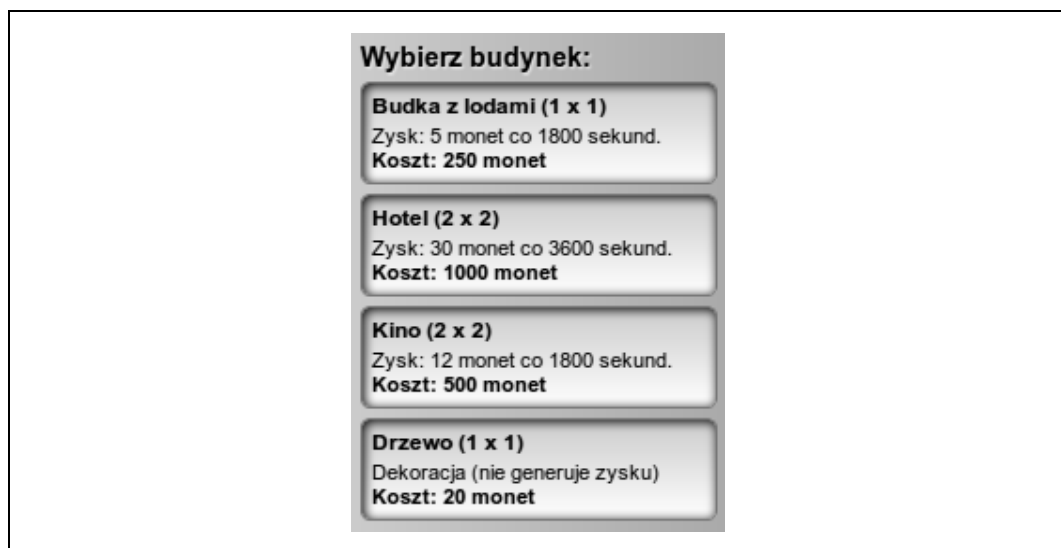 Wybierz budynek:
Budka z lodami (1 x 1)
Zysk: 5 monet co 1800 sekund.
Koszt: 250 monet
Hotel (2 x 2)
Zysk: 30 monet co 3600 sekund.
Koszt: 1000 monet
Kino (2 x 2)
Zysk: 12 monet co 1800 sekund.
Koszt: 500 monet
Drzewo (1 x 1)
Dekoracja (nie generuje zysku)
Koszt: 20 monet